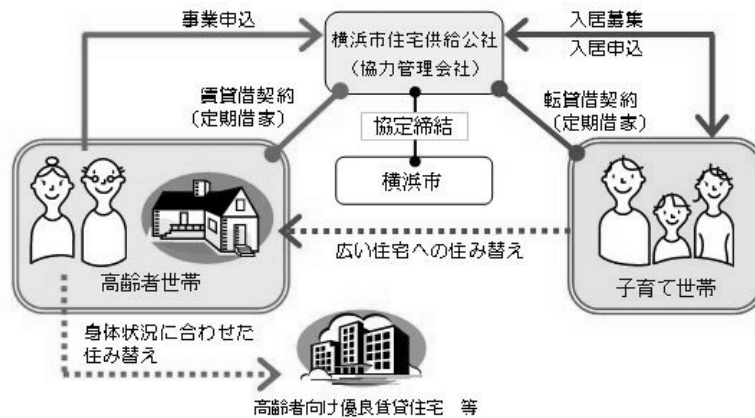 事業申込
横浜市住宅供給公社
（協力管理会社）
入居募集
入居申込
賃貸借契約
（定期借家）
転貸借契約
（定期借家）
協定締結
横浜市
広い住宅への住み替え
高齢者世帯
子育て世帯
身体状況に合わせた
住み替え
高齢者向け優良賃貸住宅　等